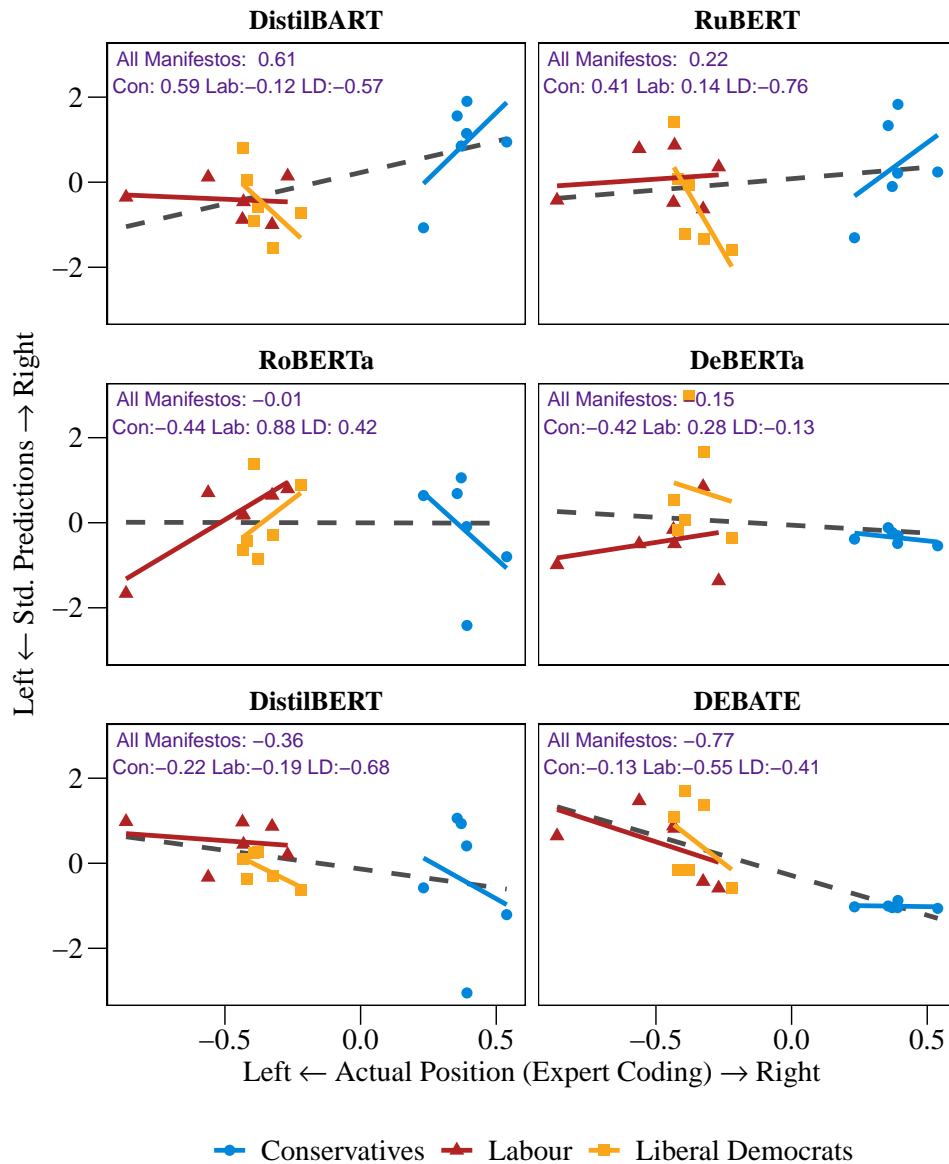 DistilBART
RuBERT
All Manifestos: 0.61
Con: 0.59 Lab:−0.12 LD:−0.57
All Manifestos: 0.22
Con: 0.41 Lab: 0.14 LD:−0.76
2
0
−2
RoBERTa
DeBERTa
All Manifestos: −0.01
Con:−0.44 Lab: 0.88 LD: 0.42
All Manifestos: −0.15
Con:−0.42 Lab: 0.28 LD:−0.13
2
0
−2
Left ← Std. Predictions → Right
DistilBERT
DEBATE
All Manifestos: −0.36
Con:−0.22 Lab:−0.19 LD:−0.68
All Manifestos: −0.77
Con:−0.13 Lab:−0.55 LD:−0.41
2
0
−2
−0.5 0.0 0.5
−0.5 0.0 0.5
Left ← Actual Position (Expert Coding) → Right
Conservatives Labour Liberal Democrats